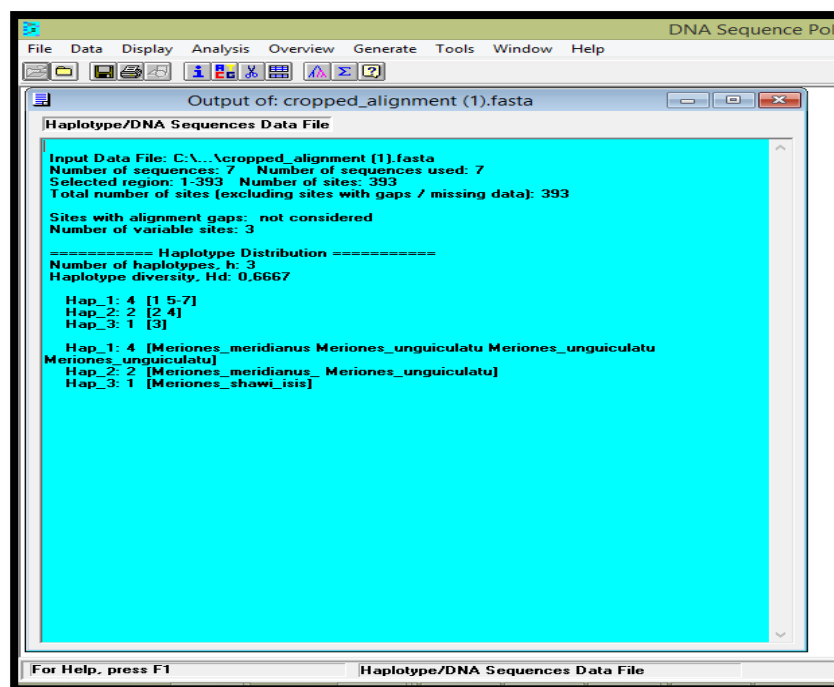 DNA Sequence Pol
File Data Display Analysis Overview Generate Tools Window Help
Output of: cropped_alignment (1).fasta
Haplotype/DNA Sequences Data File
Input Data File: C:\...\cropped_alignment (1).fasta
Number of sequences: 7 Number of sequences used: 7
Selected region: 1-393 Number of sites: 393
Total number of sites (excluding sites with gaps / missing data): 393
Sites with alignment gaps: not considered
Number of variable sites: 3
=========== Haplotype Distribution ===========
Number of haplotypes, h: 3
Haplotype diversity, Hd: 0,6667
Hap_1: 4 [1 5-7]
Hap_2: 2 [2 4]
Hap_3: 1 [3]
Hap_1: 4 [Meriones_meridianus Meriones_unguiculatu Meriones_unguiculatu
Meriones_unguiculatu]
Hap_2: 2 [Meriones_meridianus_ Meriones_unguiculatu]
Hap_3: 1 [Meriones_shawi_isis]
For Help, press F1
Haplotype/DNA Sequences Data File